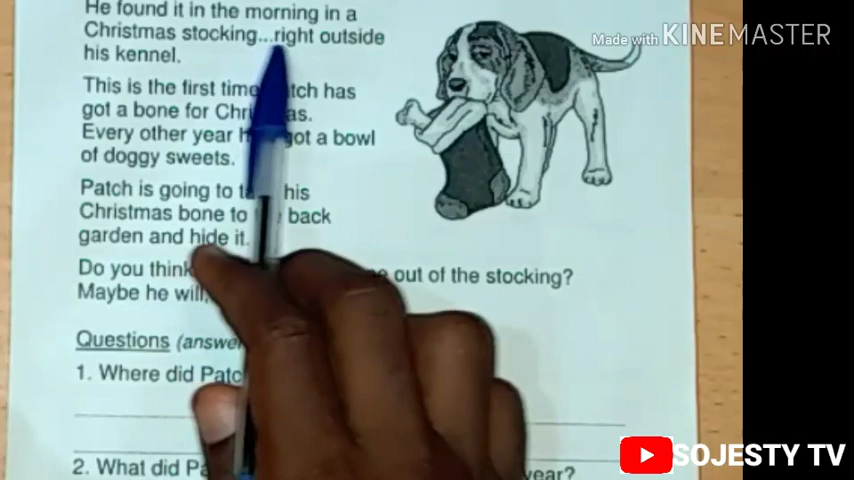 He found it in the morning in a
Christmas stocking...right outside
his kennel.
This is the first time has
got a bone for
Every other year got a bowl
of doggy sweets.
Patch is going to his
Christmas bone to back
garden and hide it.
Do you think out of the stocking?
Maybe he will,
Questions
1. Where did
2. What did year?
Made with KINEMASTER
SOJESTY TV